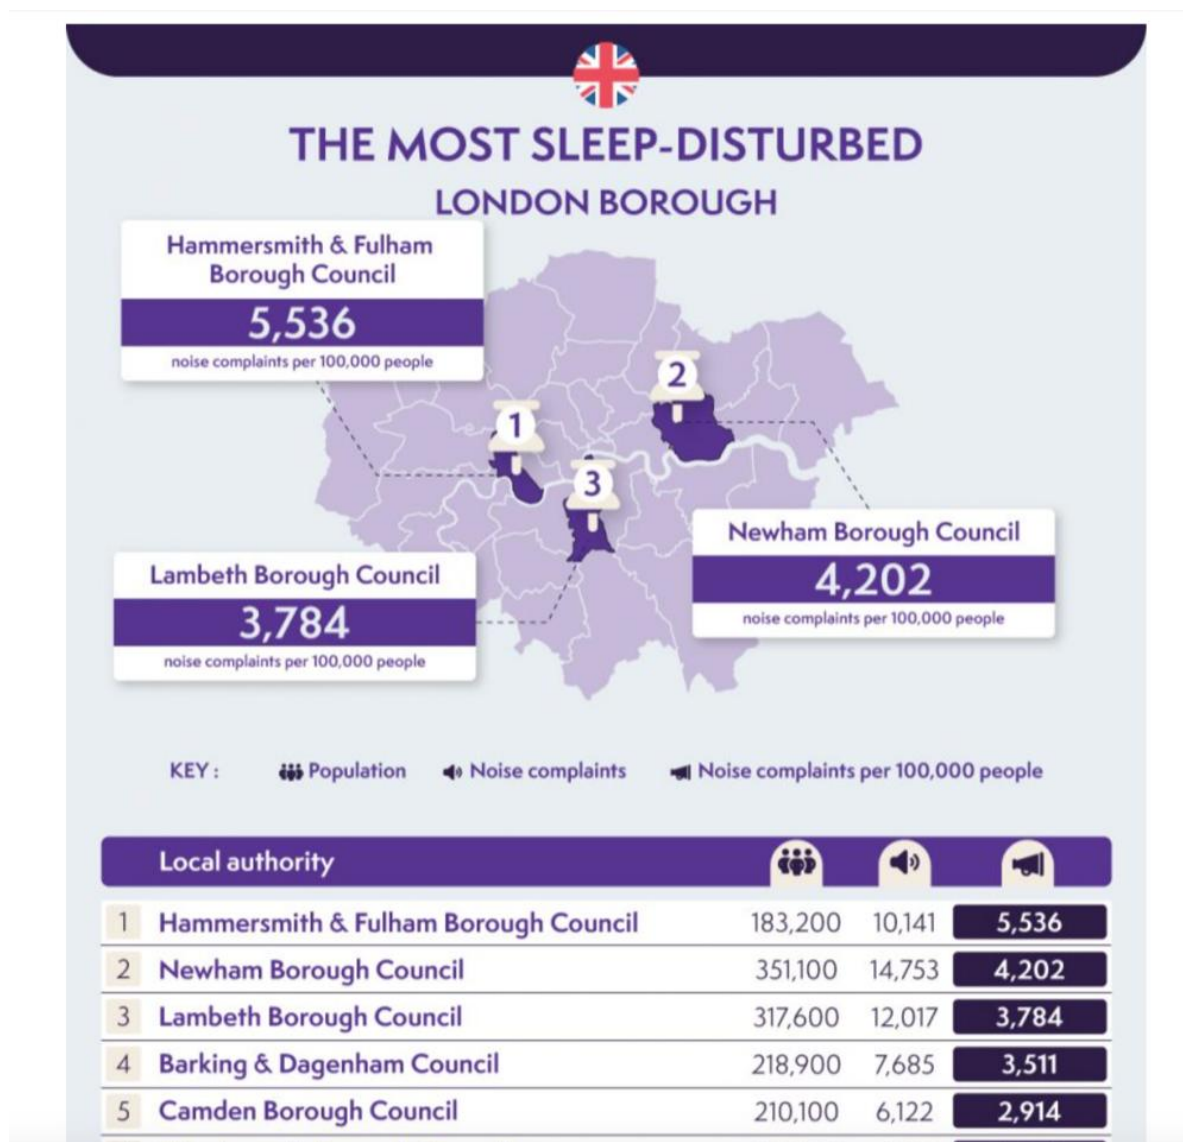 THE MOST SLEEP-DISTURBED
LONDON BOROUGH
Hammersmith & Fulham
Borough Council
5,536
noise complaints per 100,000 people
1
2
3
Newham Borough Council
4,202
noise complaints per 100,000 people
Lambeth Borough Council
3,784
noise complaints per 100,000 people
KEY : Population Noise complaints Noise complaints per 100,000 people
Local authority
1 Hammersmith & Fulham Borough Council 183,200 10,141 5,536
2 Newham Borough Council 351,100 14,753 4,202
3 Lambeth Borough Council 317,600 12,017 3,784
4 Barking & Dagenham Council 218,900 7,685 3,511
5 Camden Borough Council 210,100 6,122 2,914